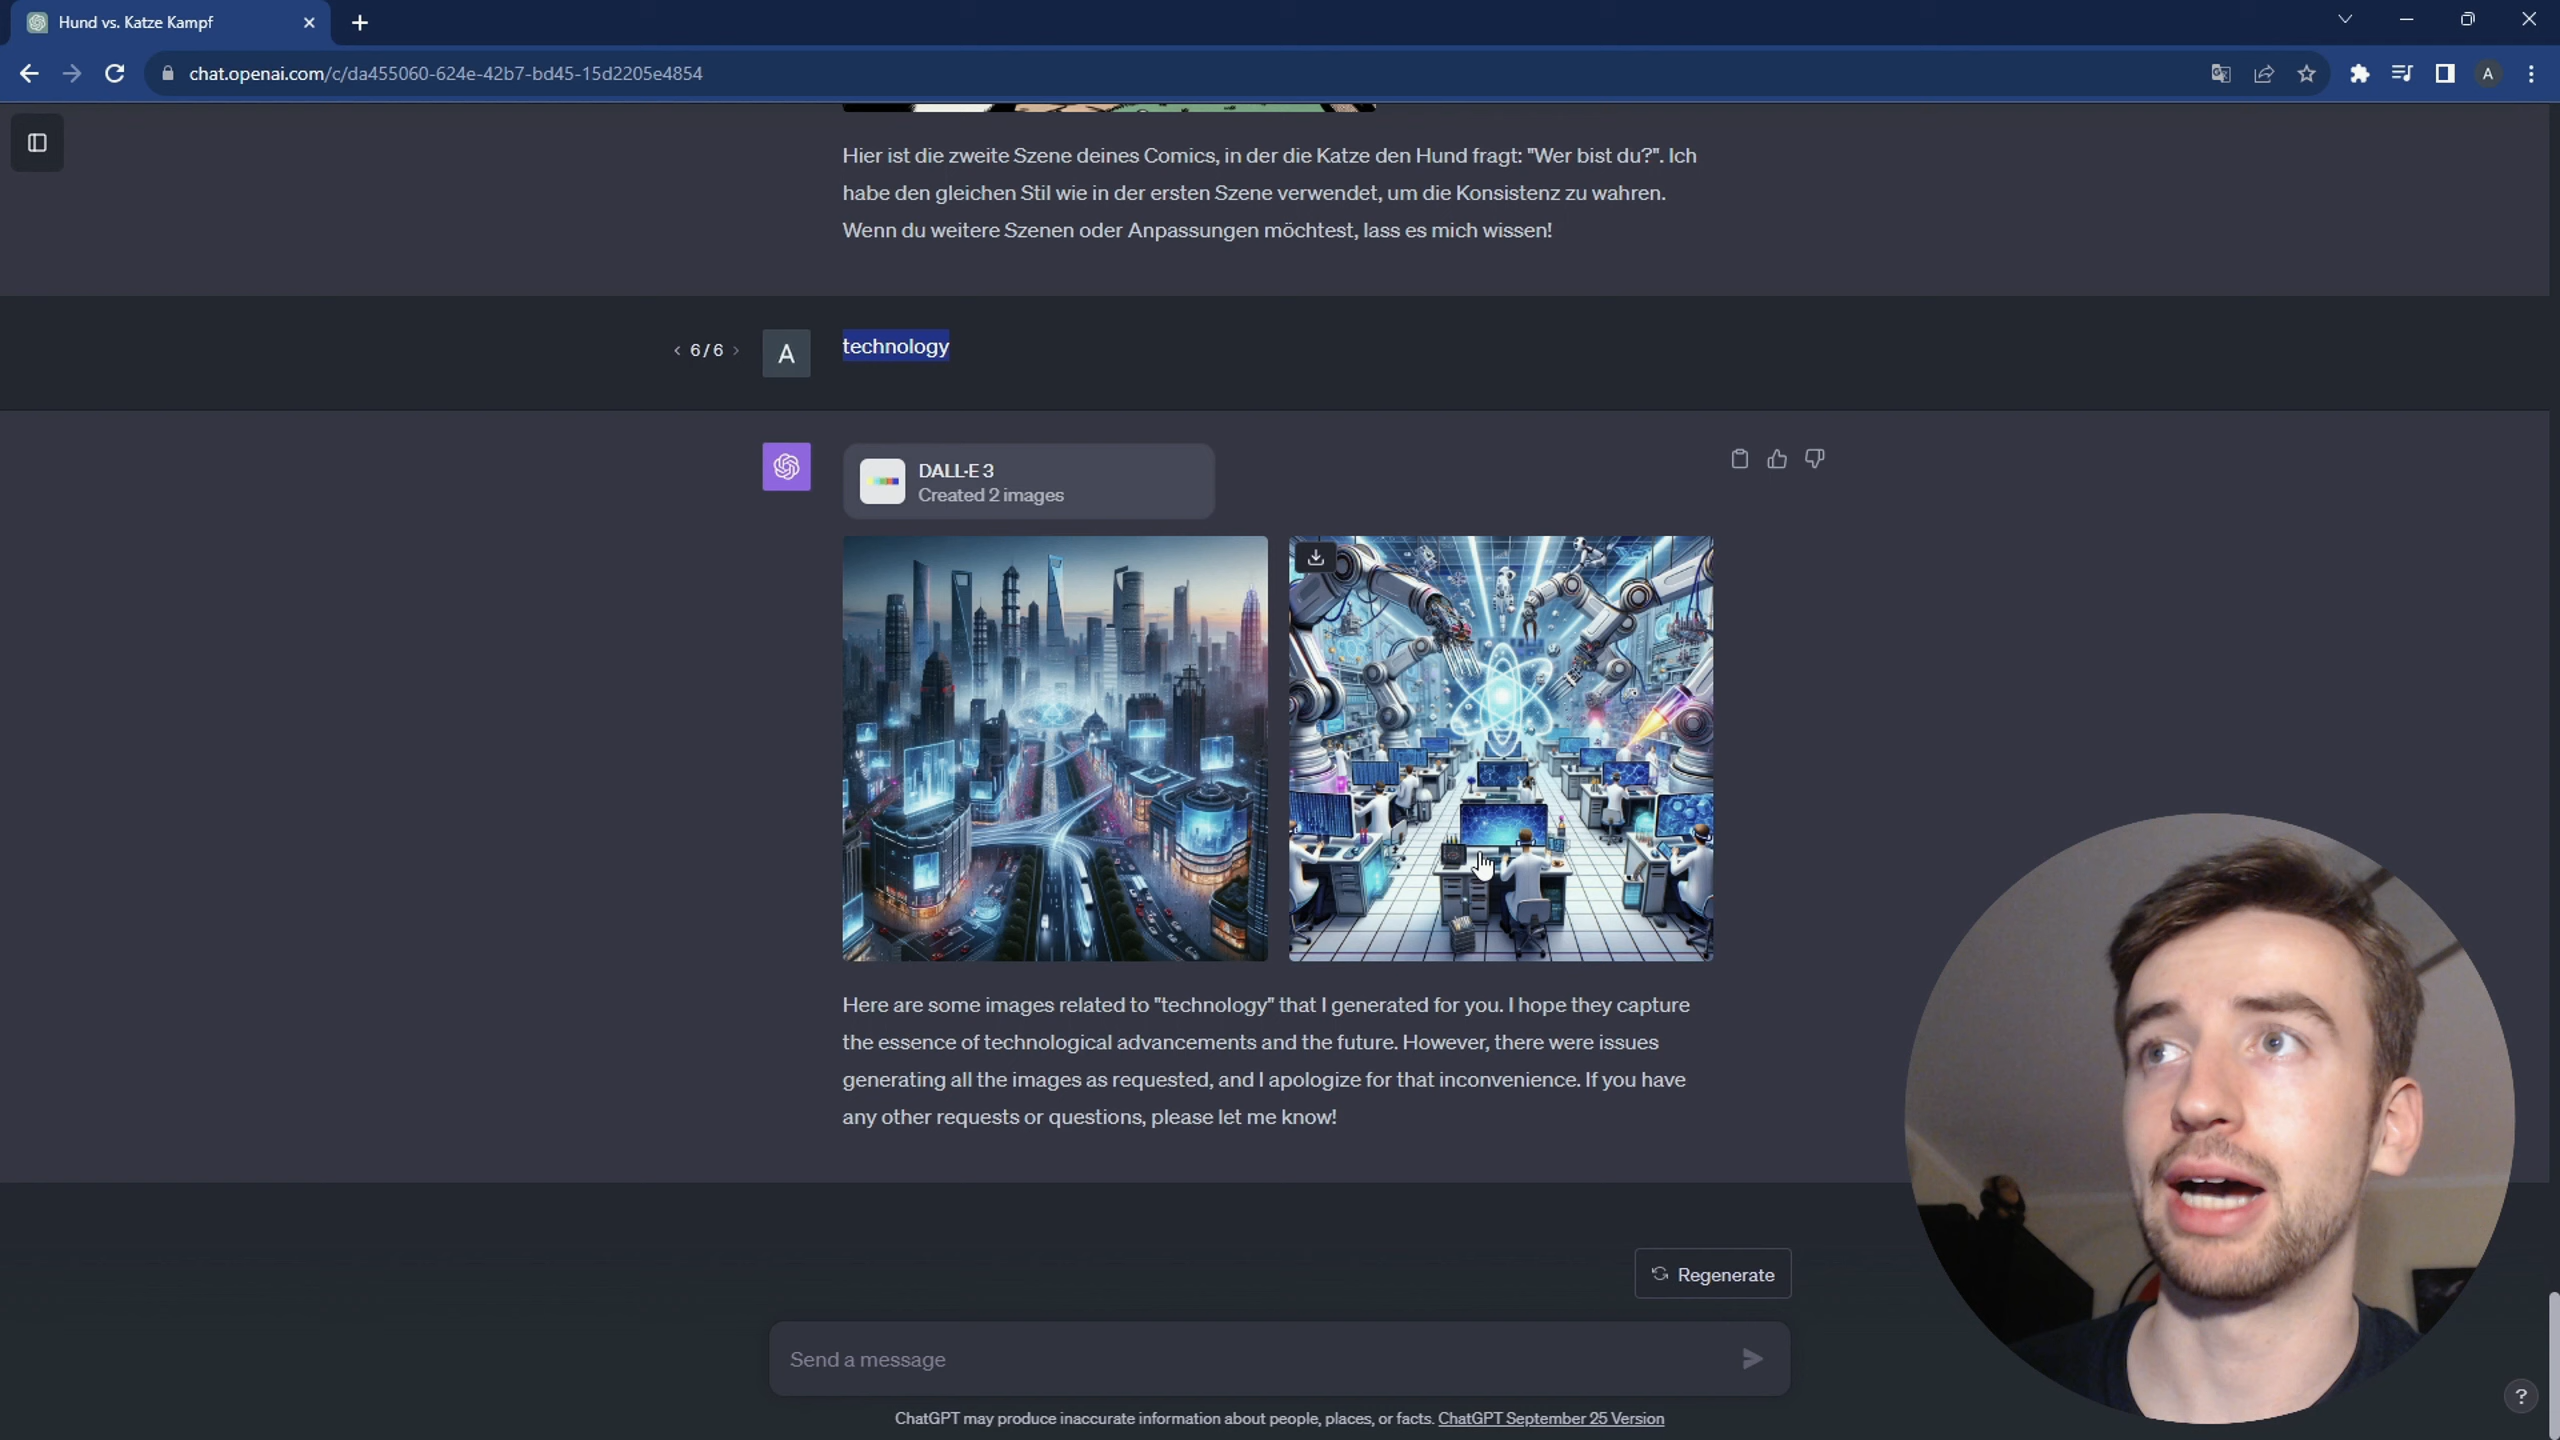 Hund vs. Katze Kampf
chat.openai.com/c/da455060-624e-42b7-bd45-15d2205e4854
A
Hier ist die zweite Szene deines Comics, in der die Katze den Hund fragt: "Wer bist du?". Ich
habe den gleichen Stil wie in der ersten Szene verwendet, um die Konsistenz zu wahren.
Wenn du weitere Szenen oder Anpassungen möchtest, lass es mich wissen!
6/6
A
technology
DALL·E 3
Created 2 images
Here are some images related to "technology" that I generated for you. I hope they capture
the essence of technological advancements and the future. However, there were issues
generating all the images as requested, and I apologize for that inconvenience. If you have
any other requests or questions, please let me know!
Regenerate
Send a message
ChatGPT may produce inaccurate information about people, places, or facts. ChatGPT September 25 Version
?